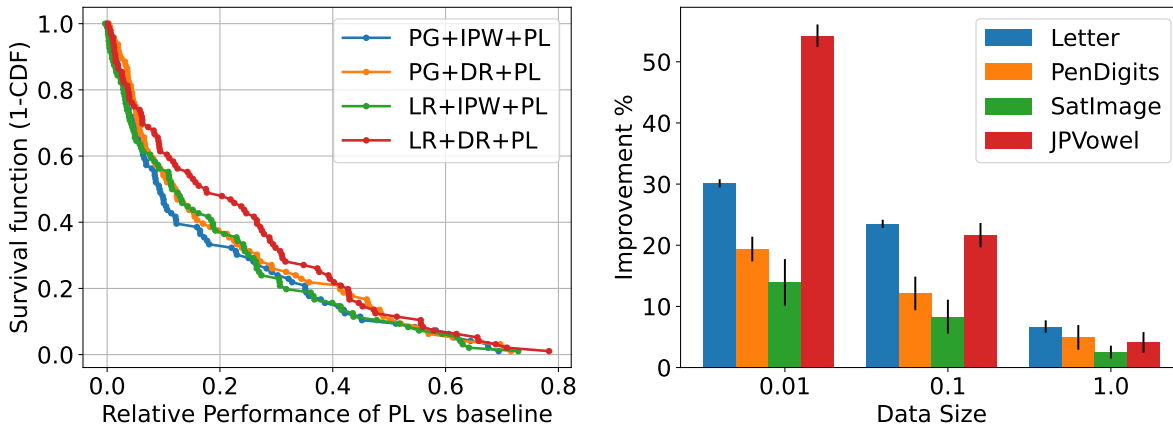 Survival function (1-CDF)
1.0
0.8
0.6
0.4
0.2
0.0
0.0 0.2 0.4 0.6 0.8
Relative Performance of PL vs baseline
PG+IPW+PL
PG+DR+PL
LR+IPW+PL
LR+DR+PL
Improvement %
50
40
30
20
10
0
0.01 0.1 1.0
Data Size
Letter
PenDigits
SatImage
JPVowel